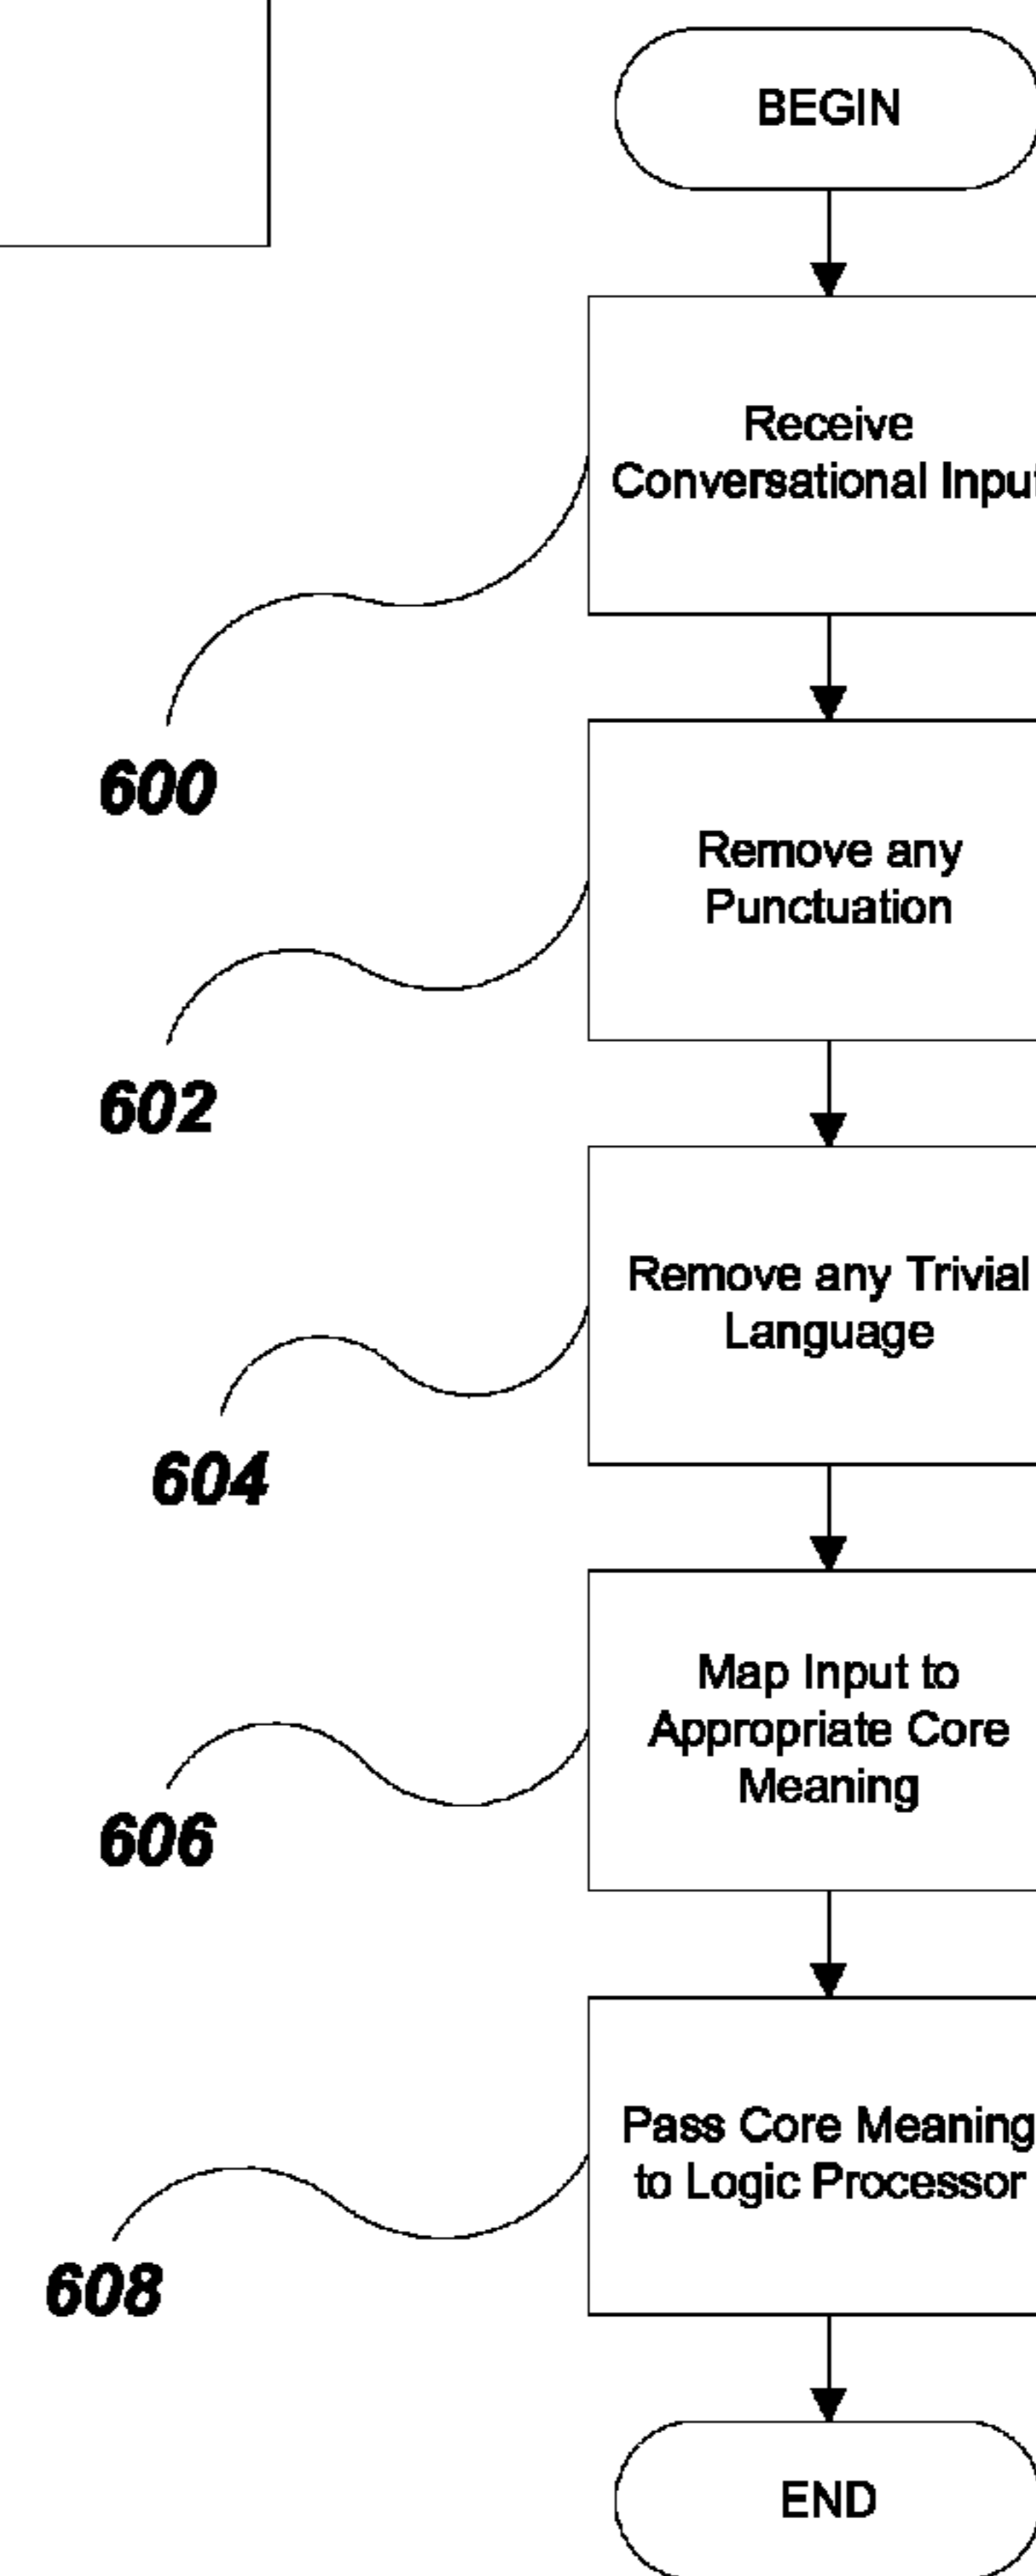 BEGIN
Receive
Conversational Input
600
Remove any
Punctuation
602
Remove any Trivial
Language
604
Map Input to
Appropriate Core
Meaning
606
Pass Core Meaning
to Logic Processor
608
END